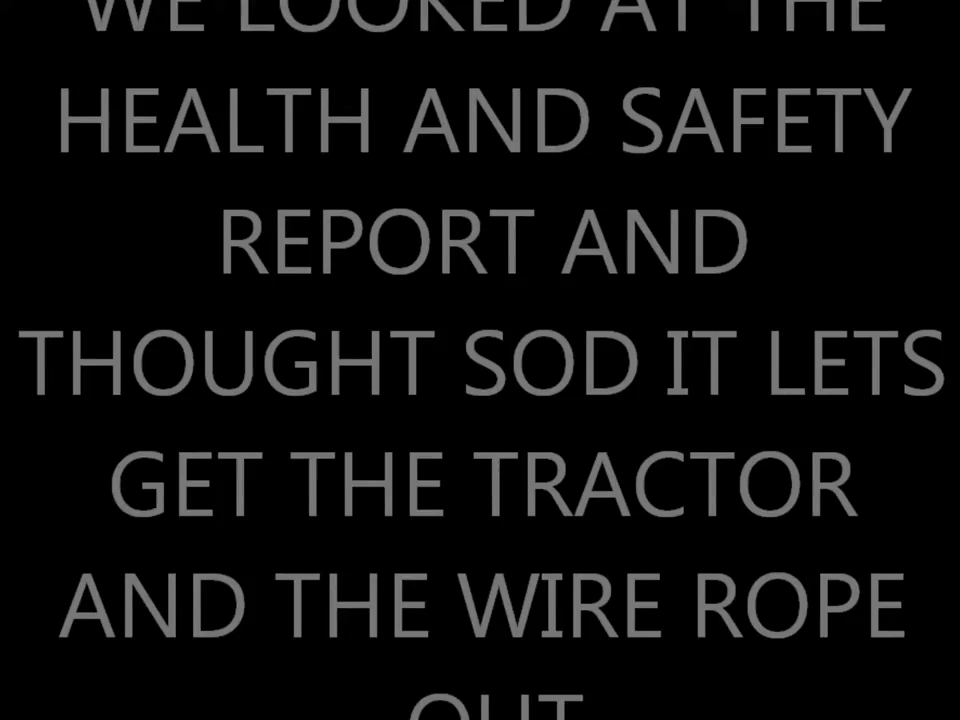 WE LOOKED AT THE
HEALTH AND SAFETY
REPORT AND
THOUGHT SOD IT LETS
GET THE TRACTOR
AND THE WIRE ROPE
OUT